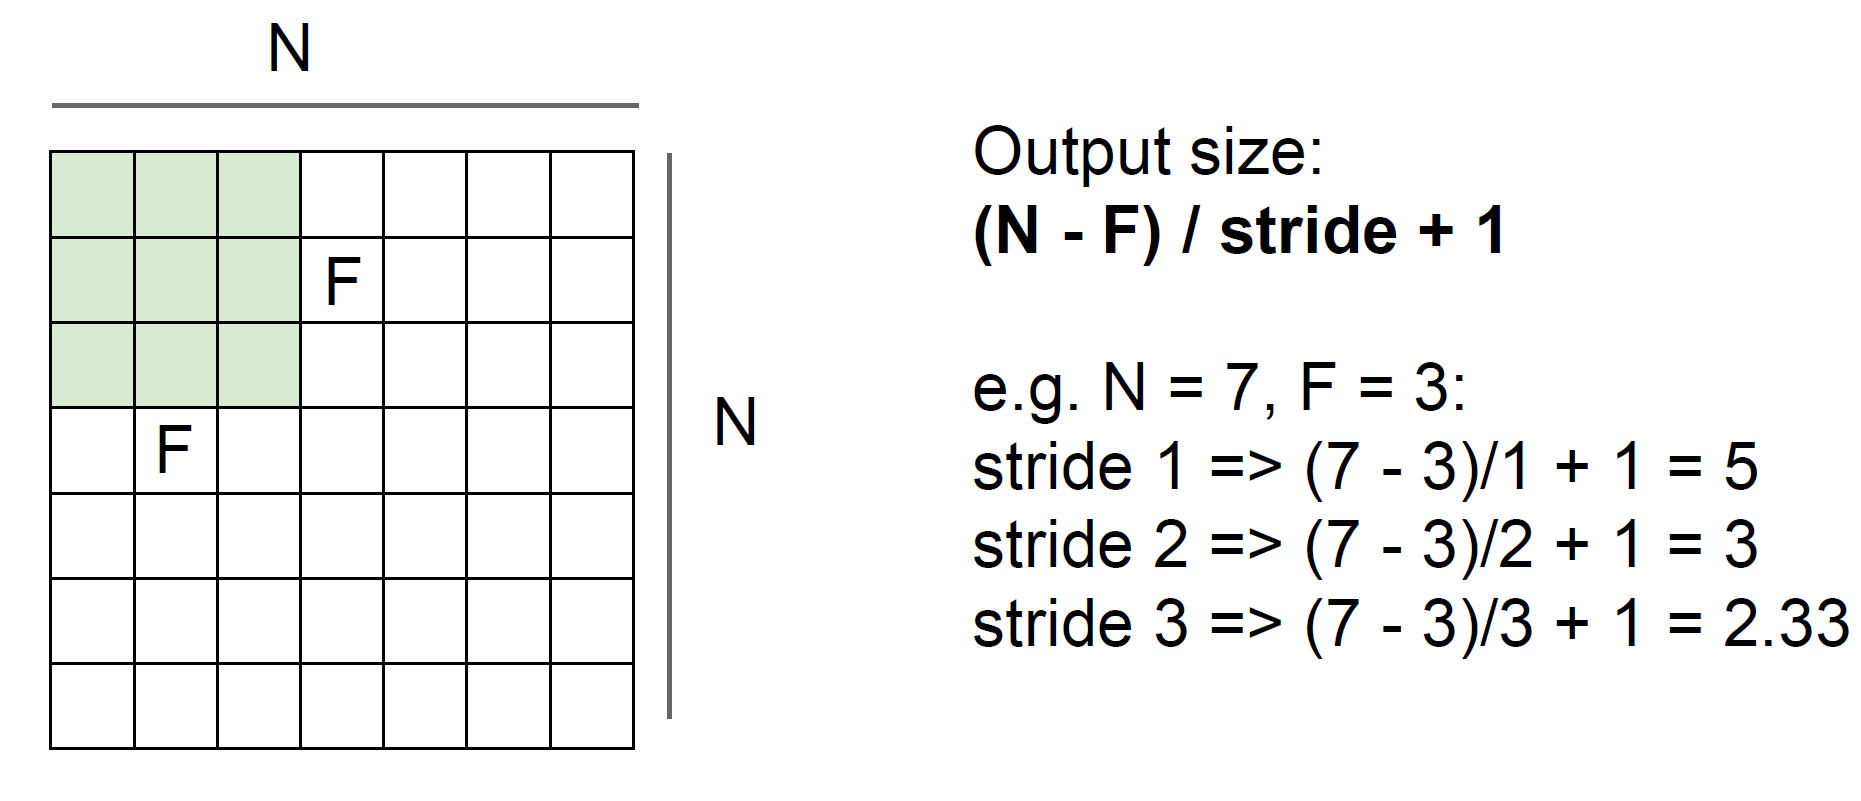 N
F
F
N
Output size:
(N - F) / stride + 1
e.g. N = 7, F = 3:
stride 1 => (7 - 3)/1 + 1 = 5
stride 2 => (7 - 3)/2 + 1 = 3
stride 3 => (7 - 3)/3 + 1 = 2.33